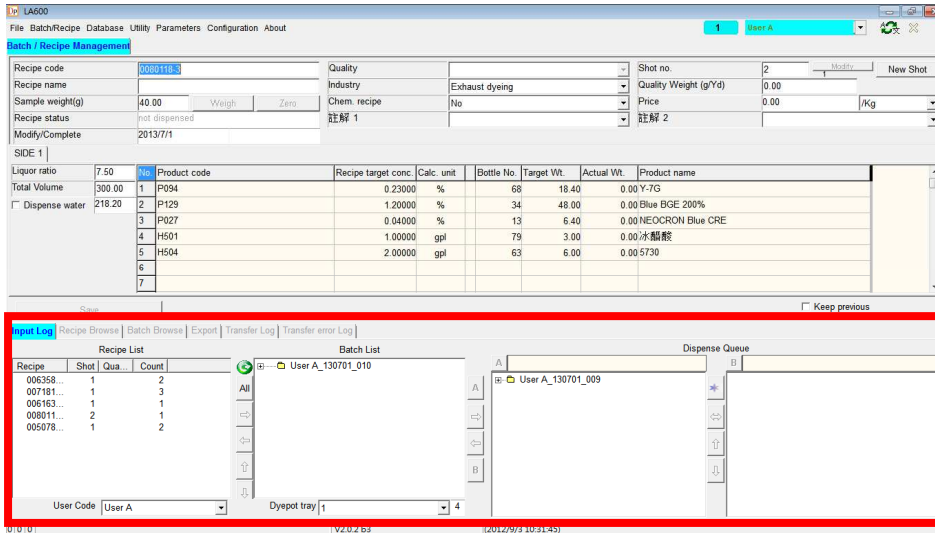 Dp LA600
File Batch/Recipe Database Utility Parameters Configuration About 1 User A
Batch / Recipe Management
Recipe code 0080118-3 Quality Shot no. 2 Modify 1 New Shot
Recipe name Industry Exhaust dyeing Quality Weight (g/Yd) 0.00
Sample weight(g) 40.00 Weigh Zero Chem. recipe No Price 0.00 /Kg
Recipe status not dispensed 註解 1 註解 2
Modify/Complete 2013/7/1
SIDE 1
Liquor ratio 7.50 No. Product code Recipe target conc. Calc. unit Bottle No. Target Wt. Actual Wt. Product name
Total Volume 300.00 1 P094 0.23000 % 68 18.40 0.00 Y-7G
Dispense water 218.20 2 P129 1.20000 % 34 48.00 0.00 Blue BGE 200%
3 P027 0.04000 % 13 6.40 0.00 NEOCRON Blue CRE
4 H501 1.00000 gpl 79 3.00 0.00 冰醋酸
5 H504 2.00000 gpl 63 6.00 0.00 5730
6
7
Save Keep previous
Input Log Recipe Browse Batch Browse Export Transfer Log Transfer error Log
Recipe List Batch List Dispense Queue
Recipe Shot Qua... Count User A_130701_010 A B
006358... 1 2 User A_130701_009
007181... 1 3 All A
006163... 1 1
008011... 2 1
005078... 1 2
B
User Code User A Dyepot tray 1 4
0 0 0 V2.0.2 B3 (2012/9/3 10:31:45)